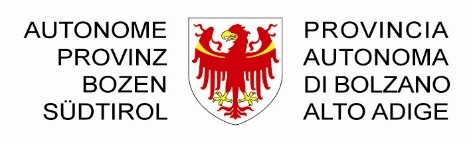 AUTONOME
PROVINZ
BOZEN
SÜDTIROL
PROVINCIA
AUTONOMA
DI BOLZANO
ALTO ADIGE